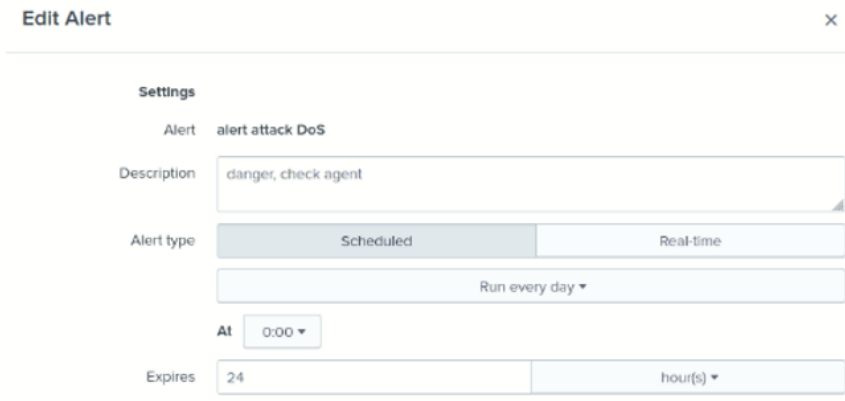 Edit Alert ×
Settings
Alert alert attack DoS
Description danger, check agent
Alert type Scheduled Real-time
Run every day ▾
At 0:00 ▾
Expires 24 hour(s) ▾